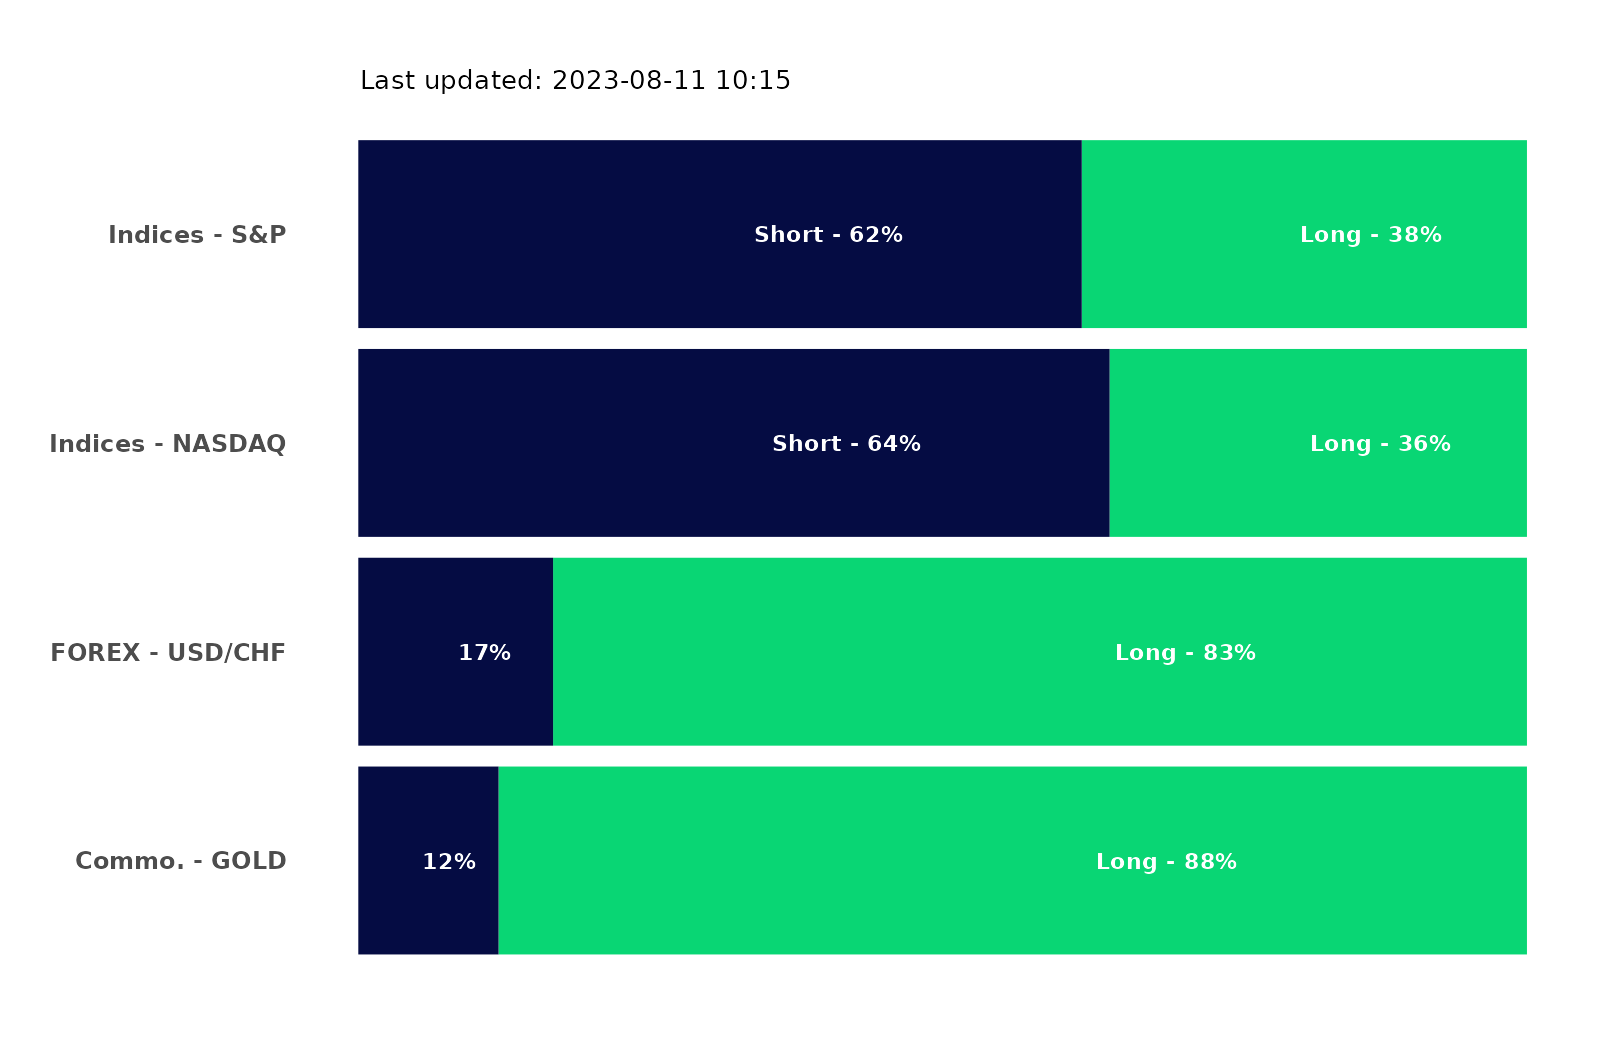 Last updated: 2023-08-11 10:15
Indices - S&P
Short - 62%
Long - 38%
Indices - NASDAQ
Short - 64%
Long - 36%
FOREX - USD/CHF
17%
Long - 83%
Commo. - GOLD
12%
Long - 88%